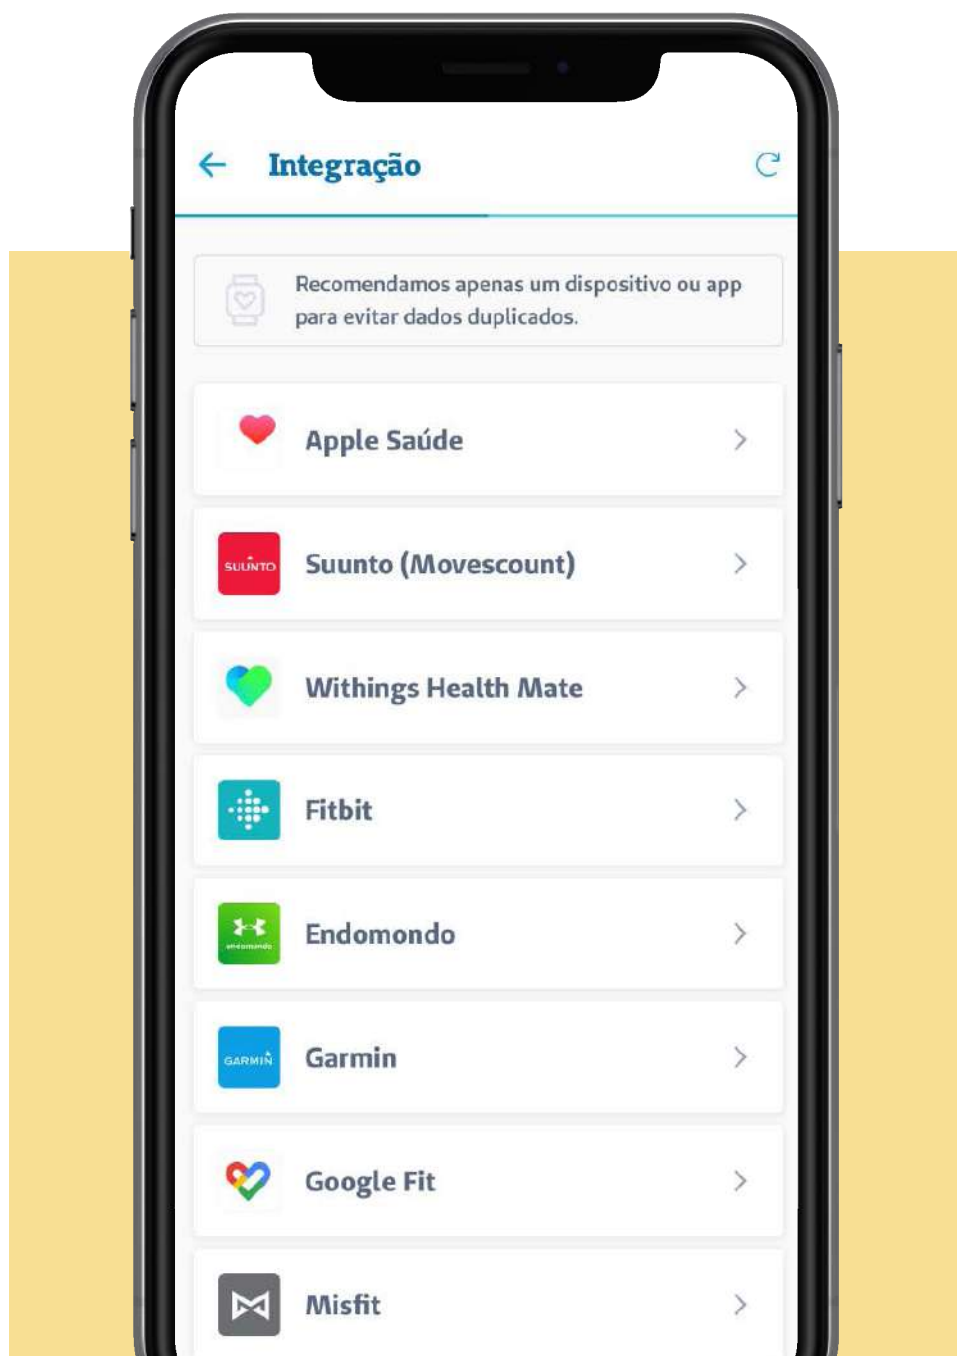 Integração
Recomendamos apenas um dispositivo ou app
para evitar dados duplicados.
Apple Saúde
SUUNTO
Suunto (Movescount)
Withings Health Mate
Fitbit
endomondo
Endomondo
GARMIN
Garmin
Google Fit
Misfit